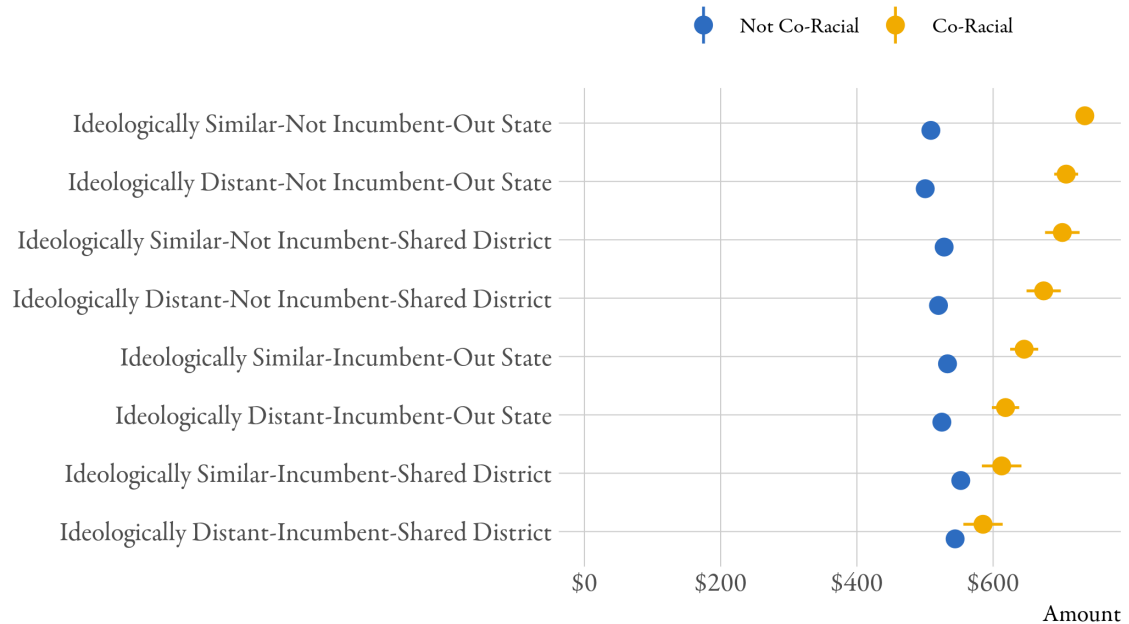 Not Co-Racial Co-Racial
Ideologically Similar-Not Incumbent-Out State
Ideologically Distant-Not Incumbent-Out State
Ideologically Similar-Not Incumbent-Shared District
Ideologically Distant-Not Incumbent-Shared District
Ideologically Similar-Incumbent-Out State
Ideologically Distant-Incumbent-Out State
Ideologically Similar-Incumbent-Shared District
Ideologically Distant-Incumbent-Shared District
$0 $200 $400 $600
Amount